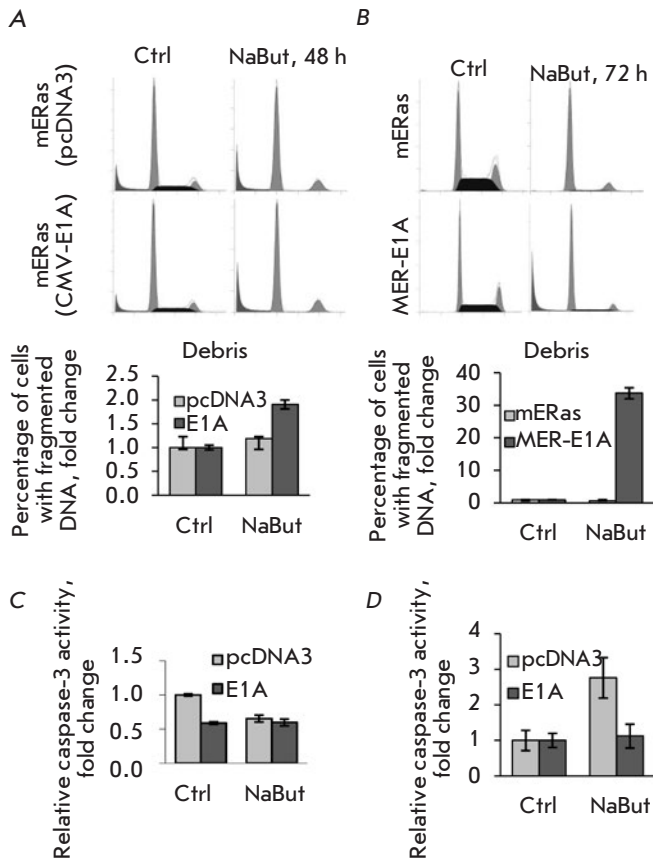 A
Ctrl
NaBut, 48 h
mERas
(pcDNA3)
mERas
(CMV-E1A)
Debris
Percentage of cells
with fragmented
DNA, fold change
2.5
2.0
1.5
1.0
0.5
0.0
pcDNA3
E1A
Ctrl
NaBut
B
Ctrl
NaBut, 72 h
mERas
MER-E1A
Debris
Percentage of cells
with fragmented
DNA, fold change
40
30
20
10
0
mERas
MER-E1A
Ctrl
NaBut
C
Relative caspase-3 activity,
fold change
1.5
1.0
0.5
0.0
pcDNA3
E1A
Ctrl
NaBut
D
Relative caspase-3 activity,
fold change
4
3
2
1
0
pcDNA3
E1A
Ctrl
NaBut